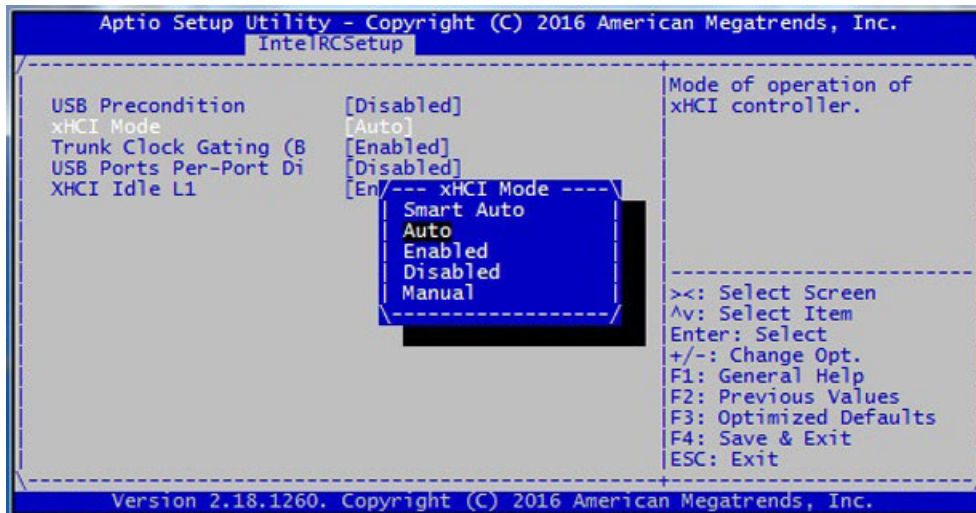 Aptio Setup Utility - Copyright (C) 2016 American Megatrends, Inc.
IntelRCSetup
USB Precondition [Disabled]
xHCI Mode [Auto]
Trunk Clock Gating (B [Enabled]
USB Ports Per-Port Di [Disabled]
XHCI Idle L1 [En
xHCI Mode
Smart Auto
Auto
Enabled
Disabled
Manual
Mode of operation of
xHCI controller.
><: Select Screen
^v: Select Item
Enter: Select
+/-: Change Opt.
F1: General Help
F2: Previous Values
F3: Optimized Defaults
F4: Save & Exit
ESC: Exit
Version 2.18.1260. Copyright (C) 2016 American Megatrends, Inc.